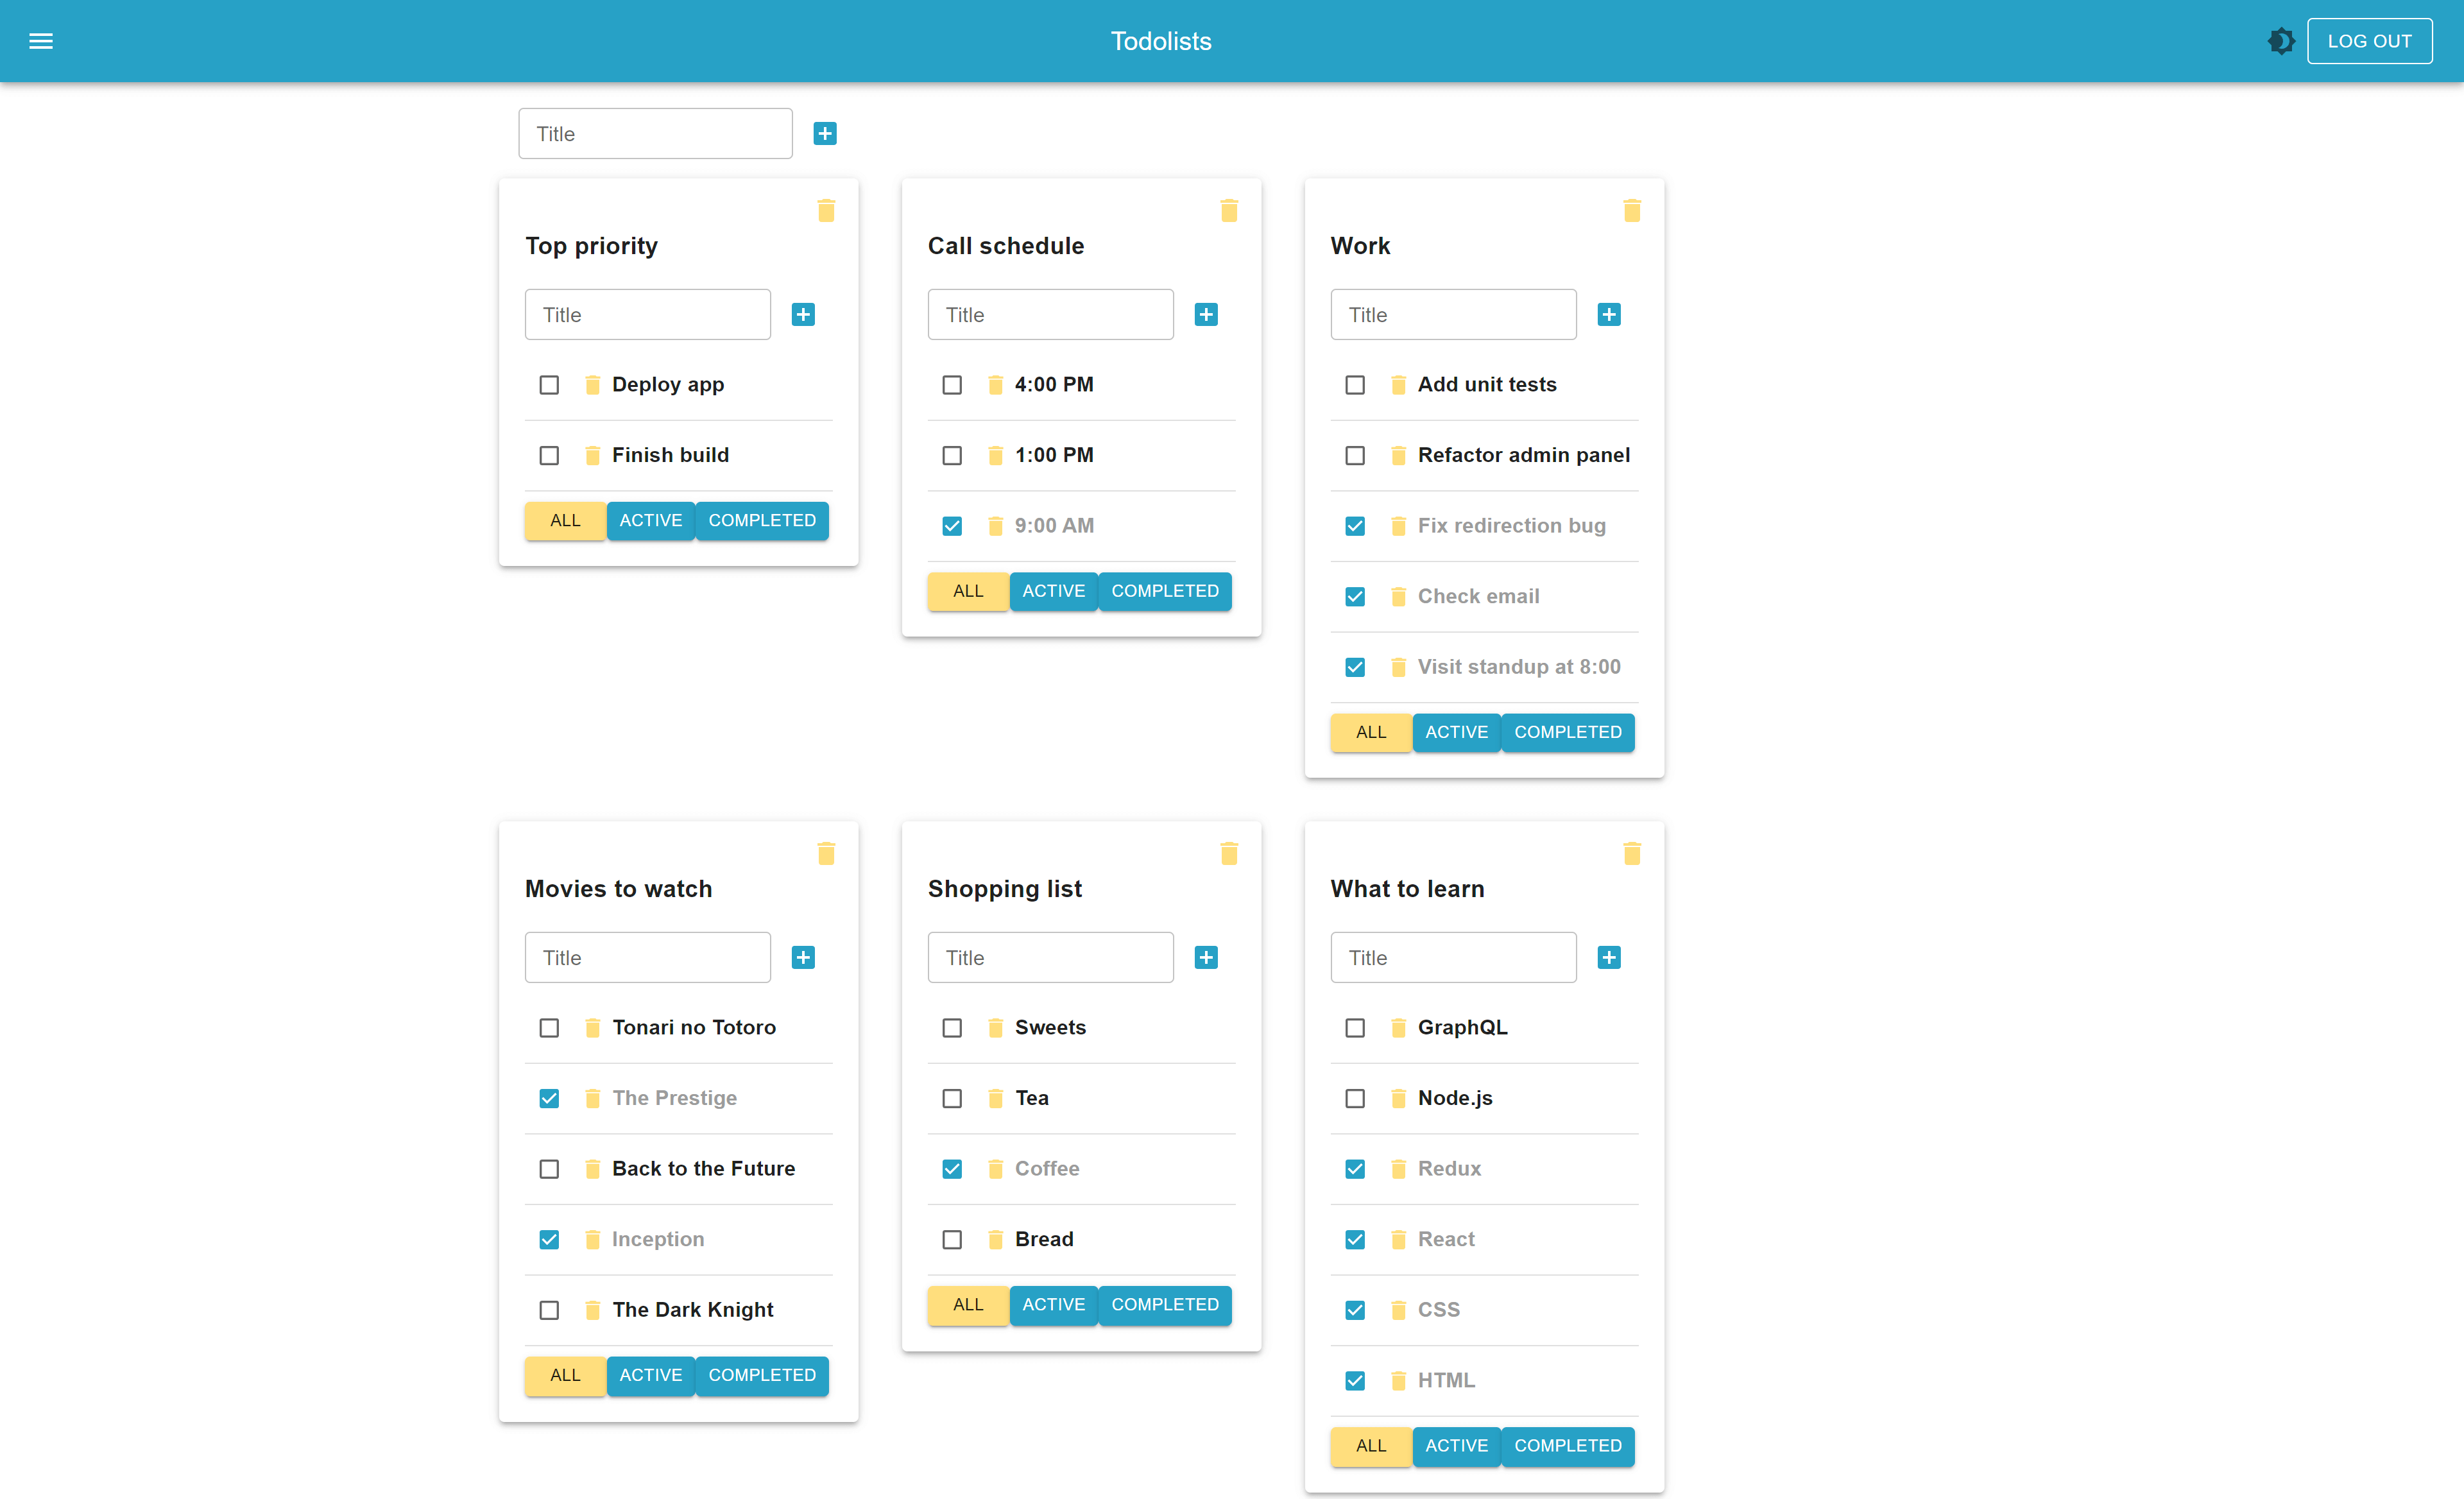 Todolists
LOG OUT
Title
Top priority
Title
Deploy app
Finish build
ALL ACTIVE COMPLETED
Call schedule
Title
4:00 PM
1:00 PM
9:00 AM
ALL ACTIVE COMPLETED
Work
Title
Add unit tests
Refactor admin panel
Fix redirection bug
Check email
Visit standup at 8:00
ALL ACTIVE COMPLETED
Movies to watch
Title
Tonari no Totoro
The Prestige
Back to the Future
Inception
The Dark Knight
ALL ACTIVE COMPLETED
Shopping list
Title
Sweets
Tea
Coffee
Bread
ALL ACTIVE COMPLETED
What to learn
Title
GraphQL
Node.js
Redux
React
CSS
HTML
ALL ACTIVE COMPLETED